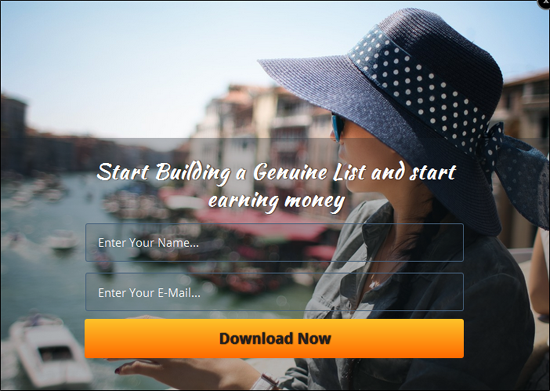 Start Building a Genuine List and start
earning money
Enter Your Name...
Enter Your E-Mail...
Download Now